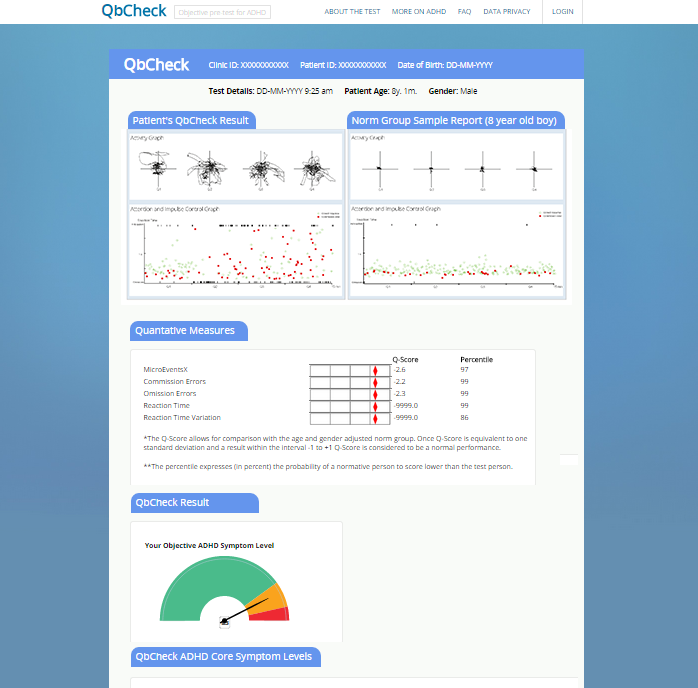 QbCheck
Objective pre test for ADHD
ABOUT THE TEST MORE ON ADHD FAQ DATA PRIVACY LOGIN
QbCheck Clinic ID: XXXXXXXXXXX Patient ID: XXXXXXXXXXX Date of Birth: DD-MM-YYYY
Test Details: DD-MM-YYYY 9:25 am Patient Age: 8y. 1m. Gender: Male
Patient's QbCheck Result
Norm Group Sample Report (8 year old boy)
Activity Graph
Activity Graph
Attention and Impulse Control Graph
Attention and Impulse Control Graph
Quantative Measures
Q-Score Percentile
MicroEventsX -2.6 97
Commission Errors -2.2 99
Omission Errors -2.3 99
Reaction Time -9999.0 99
Reaction Time Variation -9999.0 86
*The Q-Score allows for comparison with the age and gender adjusted norm group. Once Q-Score is equivalent to one
standard deviation and a result within the interval -1 to +1 Q-Score is considered to be a normal performance.
**The percentile expresses (in percent) the probability of a normative person to score lower than the test person.
QbCheck Result
Your Objective ADHD Symptom Level
QbCheck ADHD Core Symptom Levels